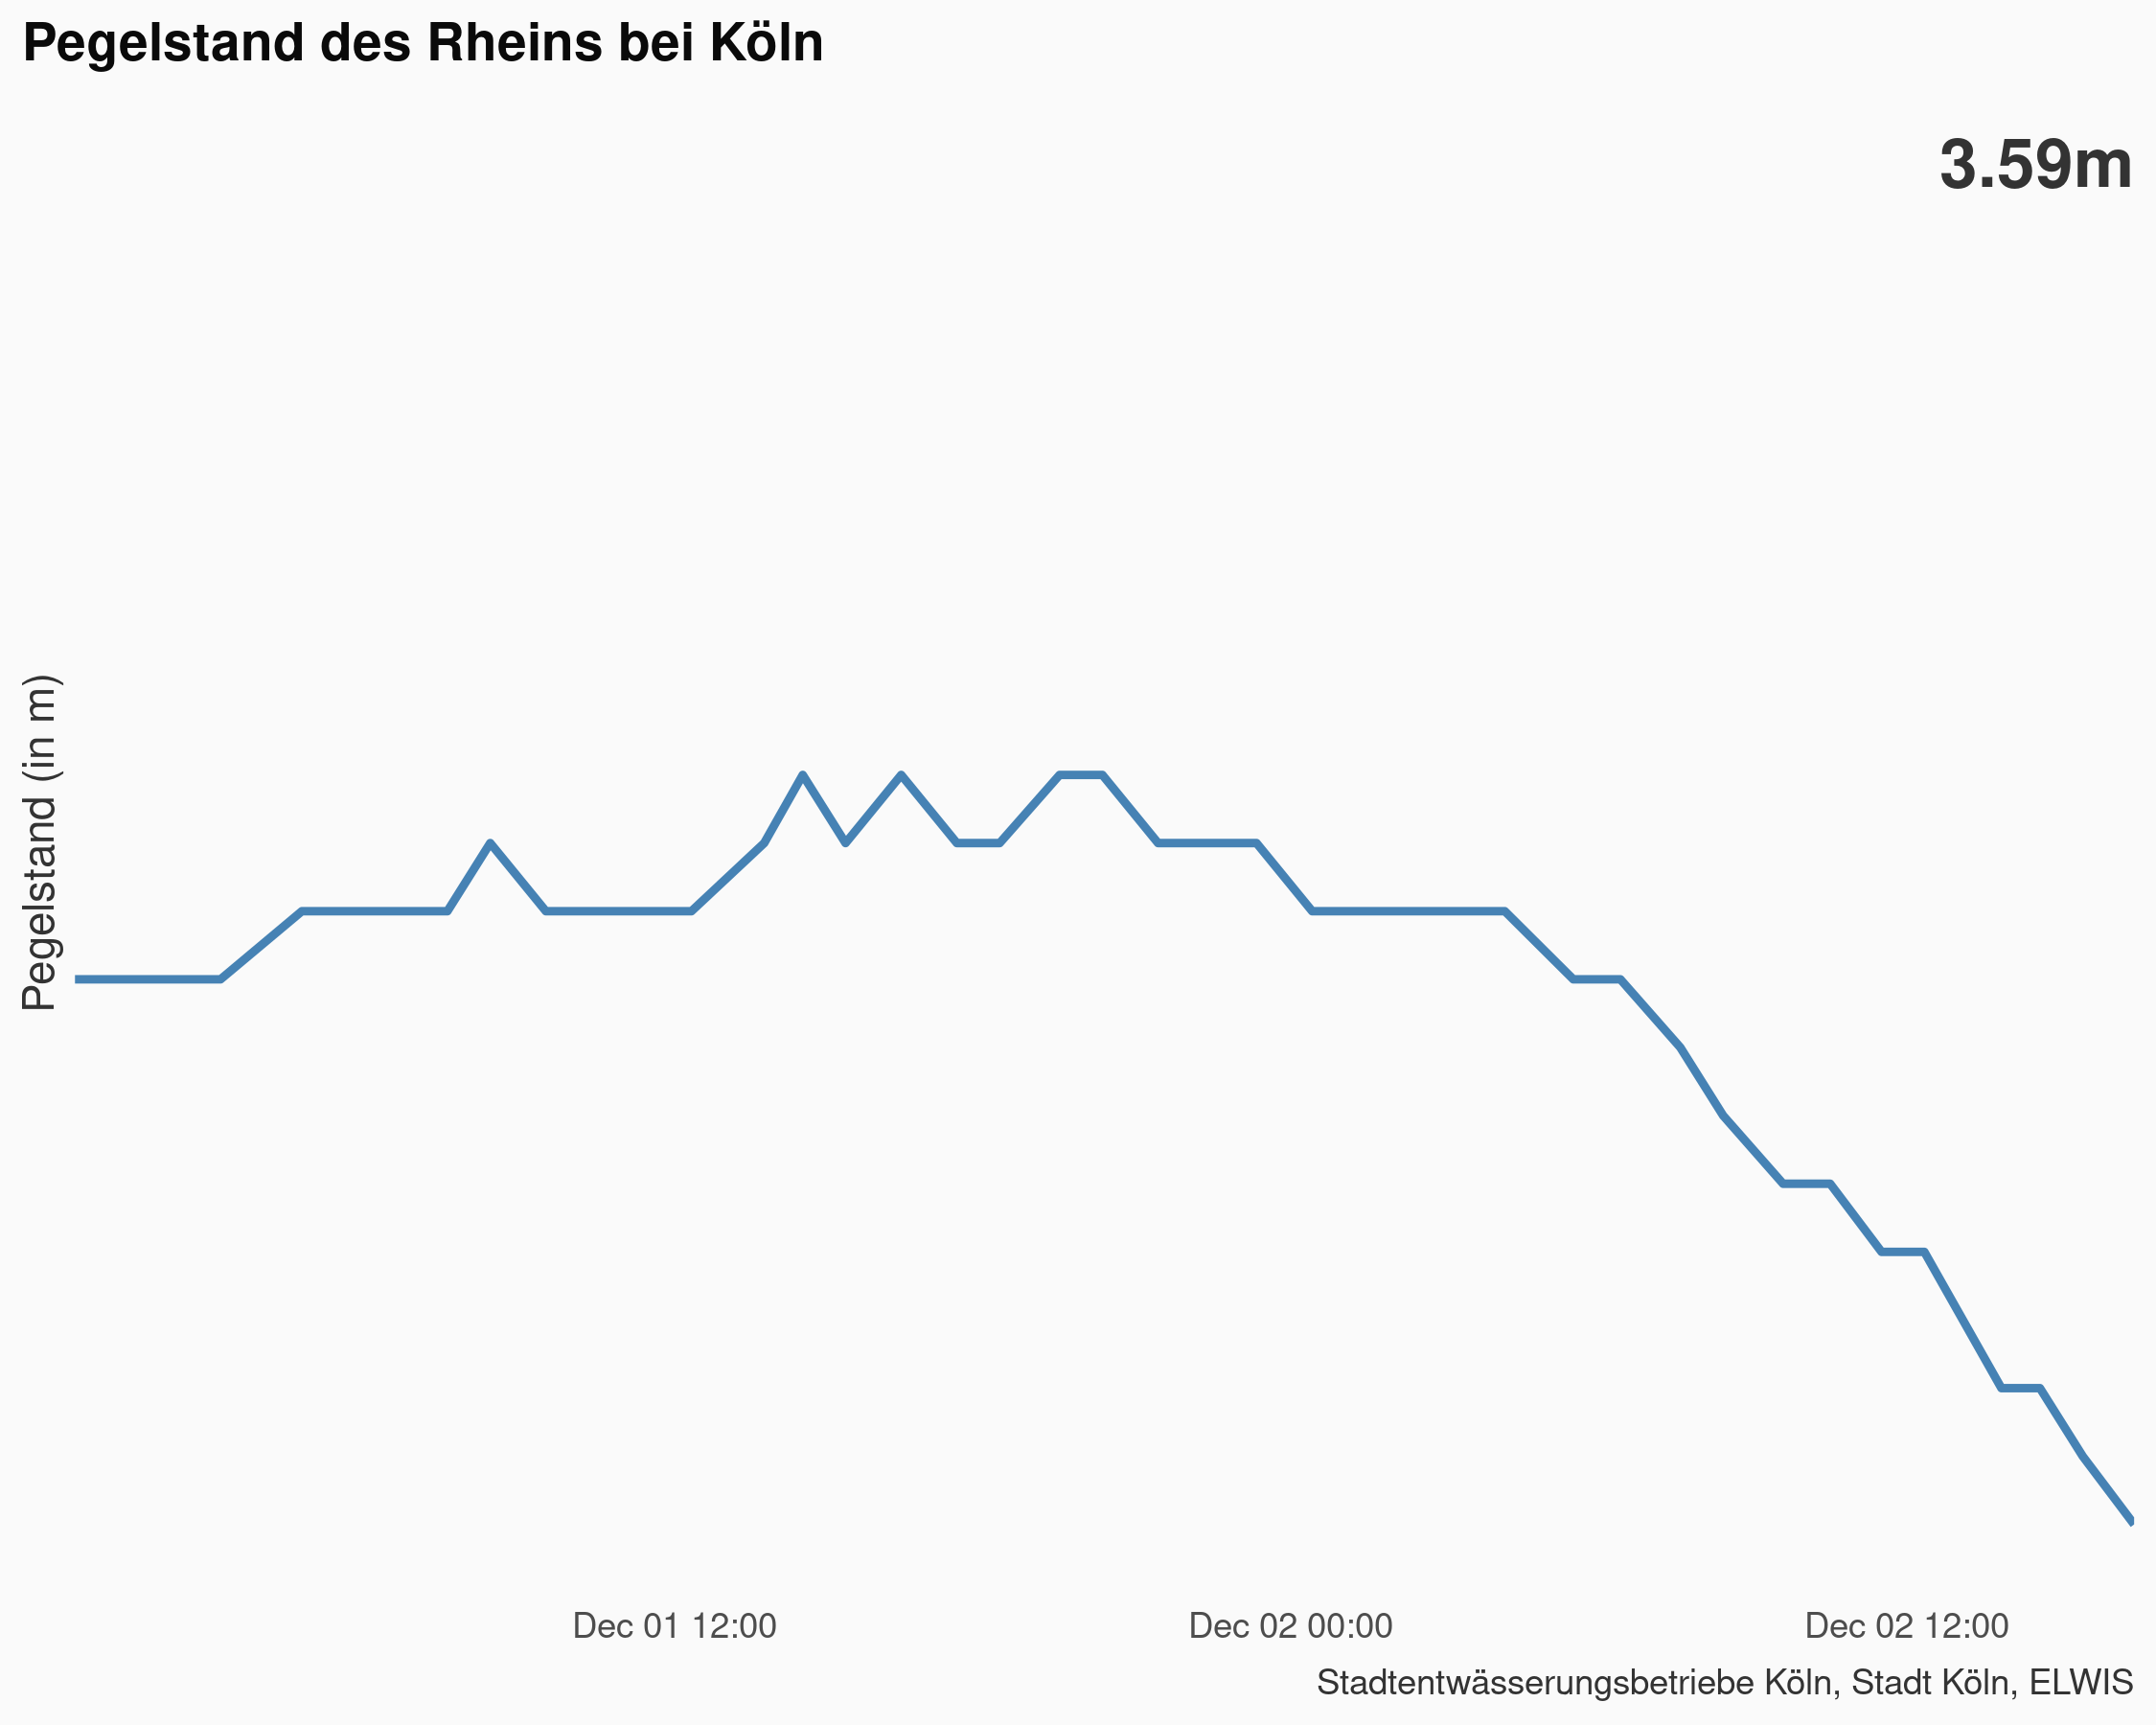 Pegelstand des Rheins bei Köln
3.59m
Pegelstand (in m)
Dec 01 12:00
Dec 02 00:00
Dec 02 12:00
Stadtentwässerungsbetriebe Köln, Stadt Köln, ELWIS